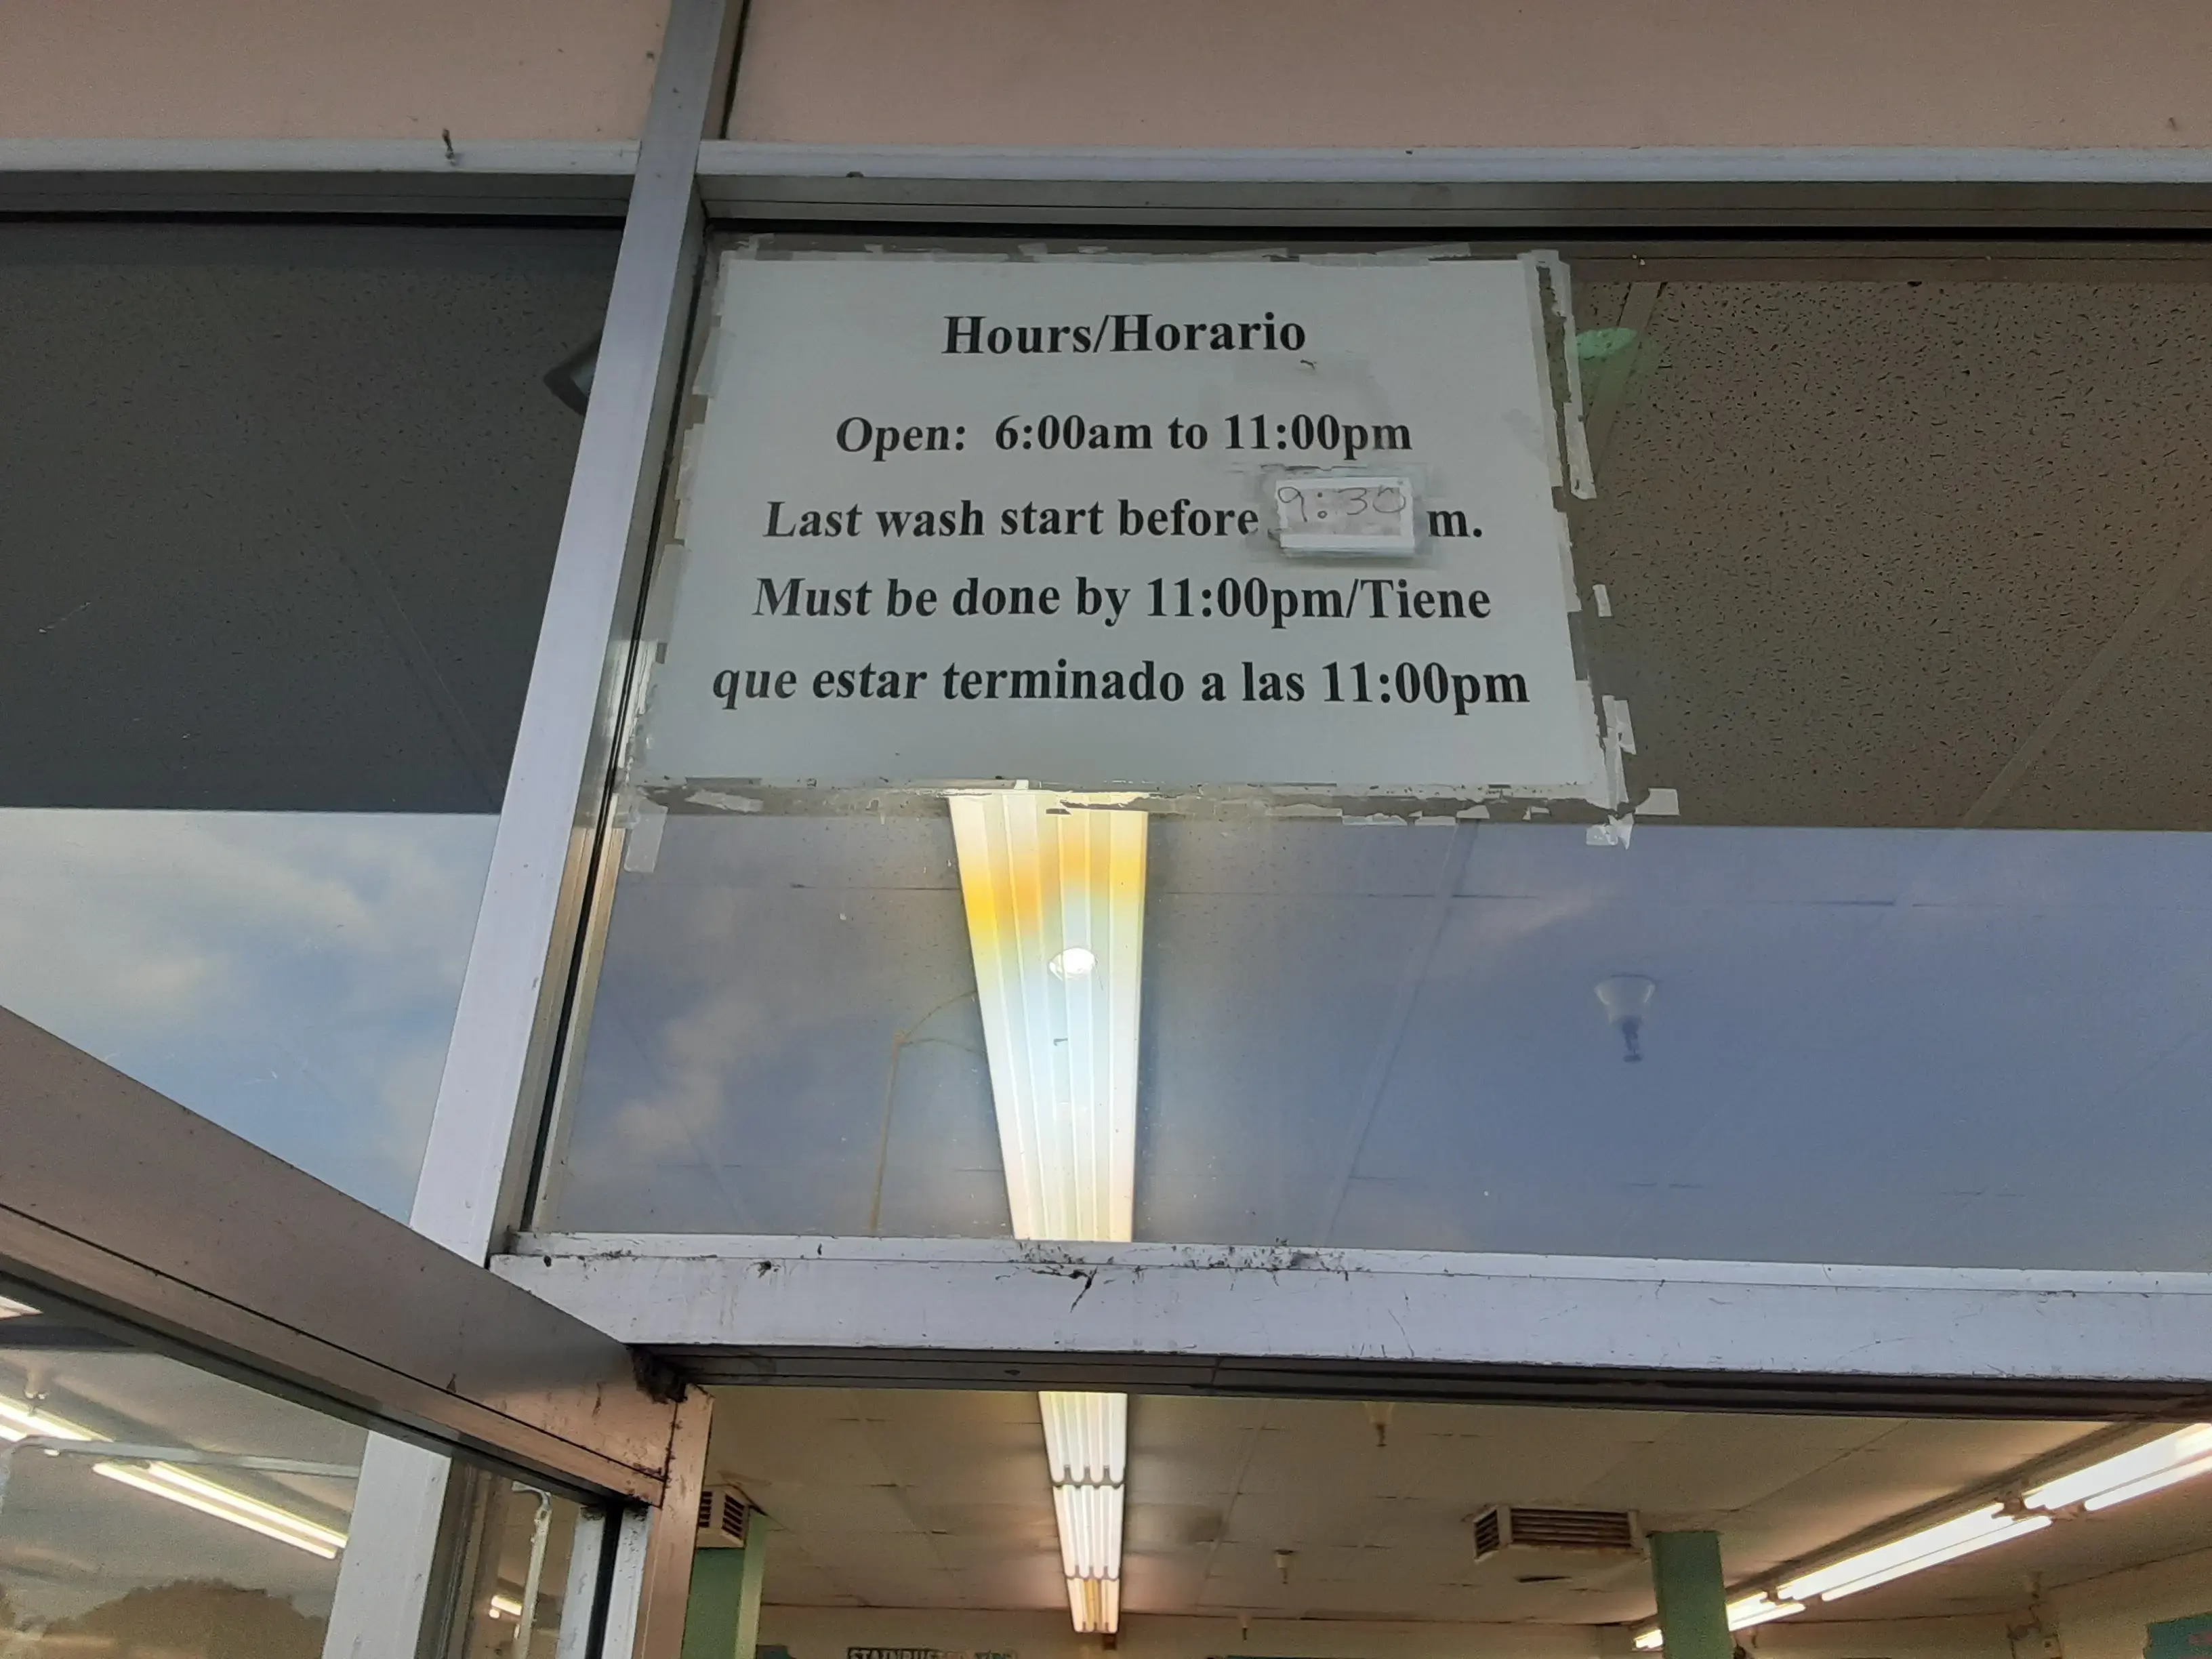 Hours/Horario
Open: 6:00am to 11:00pm
Last wash start before 9:30 m.
Must be done by 11:00pm/Tiene
que estar terminado a las 11:00pm